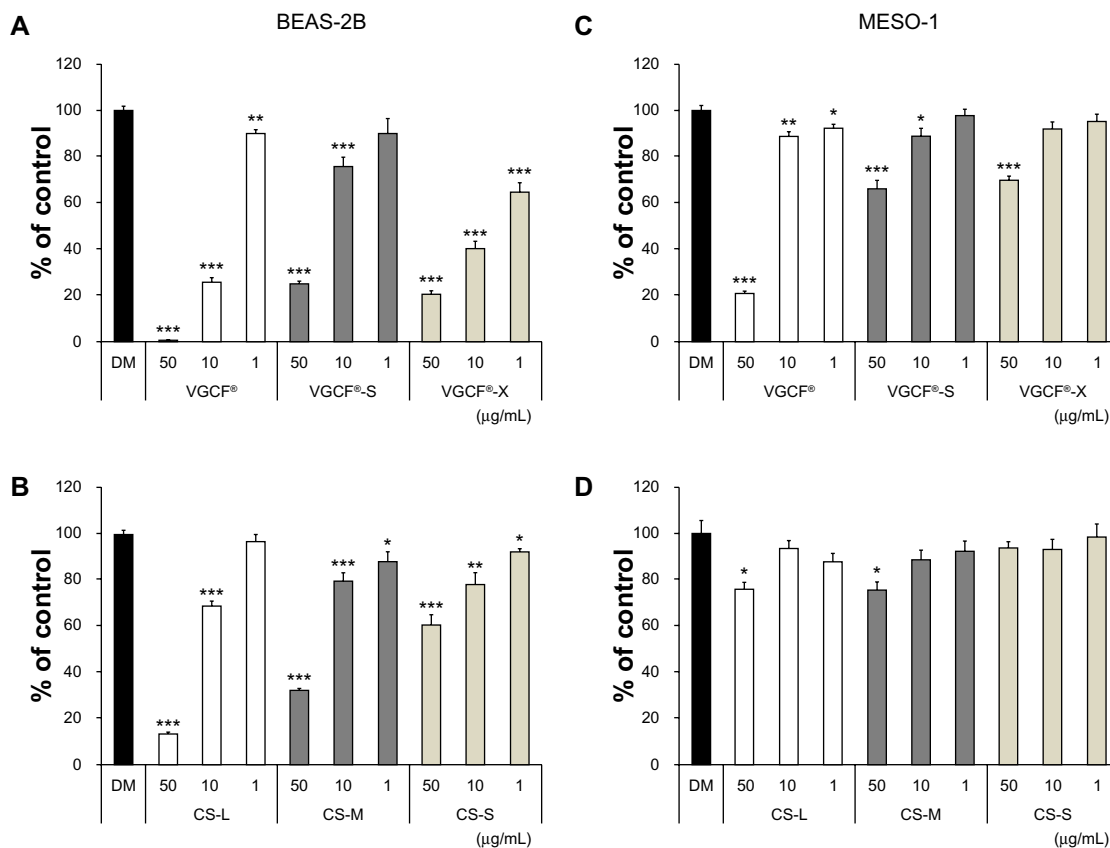 A
BEAS-2B
% of control
120
100
80
60
40
20
0
*** *** ** *** *** *** *** ***
DM 50 10 1 50 10 1 50 10 1
VGCF® VGCF®-S VGCF®-X
(μg/mL)
C
MESO-1
% of control
120
100
80
60
40
20
0
*** ** * *** * ***
DM 50 10 1 50 10 1 50 10 1
VGCF® VGCF®-S VGCF®-X
(μg/mL)
B
% of control
120
100
80
60
40
20
0
*** *** *** *** * *** ** *
DM 50 10 1 50 10 1 50 10 1
CS-L CS-M CS-S
(μg/mL)
D
% of control
120
100
80
60
40
20
0
* *
DM 50 10 1 50 10 1 50 10 1
CS-L CS-M CS-S
(μg/mL)